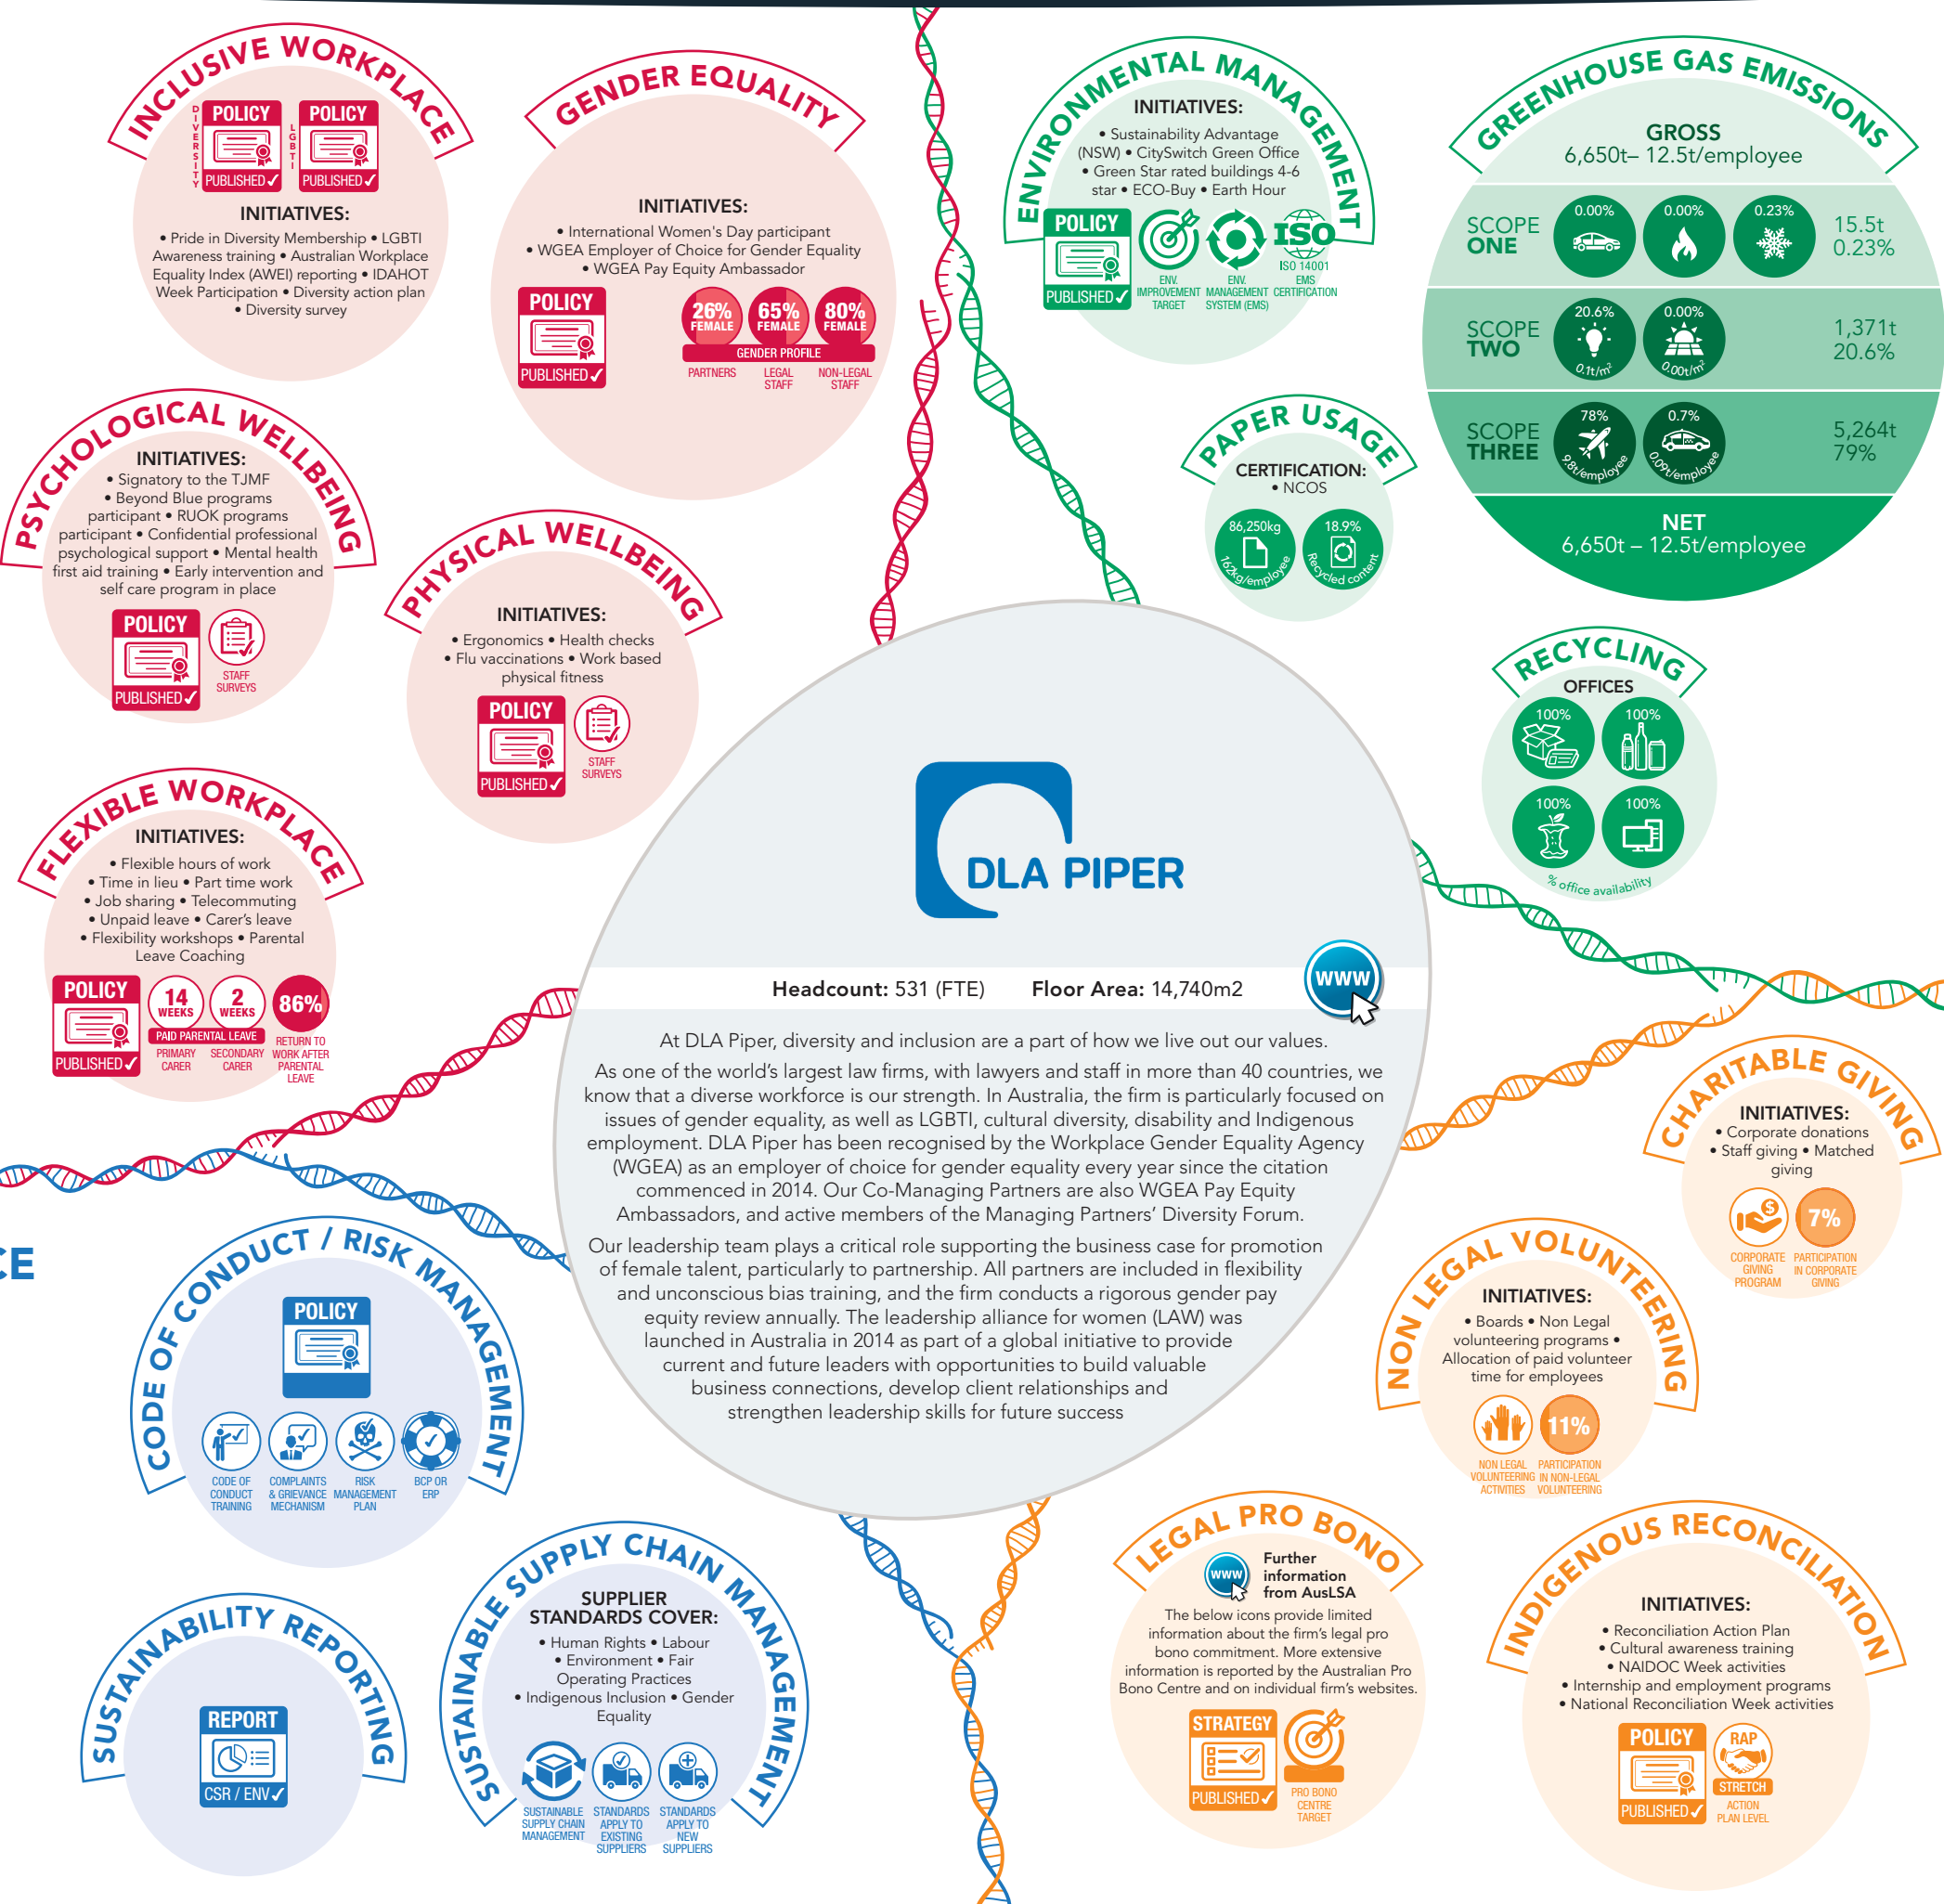 INCLUSIVE WORKPLACE
DIVERSITY
POLICY
PUBLISHED ✓
LGBTI
POLICY
PUBLISHED ✓
INITIATIVES:
• Pride in Diversity Membership • LGBTI
Awareness training • Australian Workplace
Equality Index (AWEI) reporting • IDAHOT
Week Participation • Diversity action plan
• Diversity survey
GENDER EQUALITY
INITIATIVES:
• International Women's Day participant
• WGEA Employer of Choice for Gender Equality
• WGEA Pay Equity Ambassador
POLICY
PUBLISHED ✓
26% FEMALE
65% FEMALE
80% FEMALE
GENDER PROFILE
PARTNERS
LEGAL
STAFF
NON-LEGAL
STAFF
ENVIRONMENTAL MANAGEMENT
INITIATIVES:
• Sustainability Advantage
(NSW) • CitySwitch Green Office
• Green Star rated buildings 4-6
star • ECO-Buy • Earth Hour
POLICY
PUBLISHED ✓
ENV.
IMPROVEMENT
TARGET
ENV.
MANAGEMENT
SYSTEM (EMS)
ISO
ISO 14001
EMS
CERTIFICATION
GREENHOUSE GAS EMISSIONS
GROSS
6,650t– 12.5t/employee
SCOPE
ONE
0.00%
0.00%
0.23%
15.5t
0.23%
SCOPE
TWO
20.6%
0.1t/m²
0.00%
0.00t/m²
1,371t
20.6%
SCOPE
THREE
78%
9.8t/employee
0.7%
0.09t/employee
5,264t
79%
NET
6,650t – 12.5t/employee
PSYCHOLOGICAL WELLBEING
INITIATIVES:
• Signatory to the TJMF
• Beyond Blue programs
participant • RUOK programs
participant • Confidential professional
psychological support • Mental health
first aid training • Early intervention and
self care program in place
POLICY
PUBLISHED ✓
STAFF
SURVEYS
PHYSICAL WELLBEING
INITIATIVES:
• Ergonomics • Health checks
• Flu vaccinations • Work based
physical fitness
POLICY
PUBLISHED ✓
STAFF
SURVEYS
PAPER USAGE
CERTIFICATION:
• NCOS
86,250kg
162kg/employee
18.9%
Recycled content
RECYCLING
OFFICES
100%
100%
100%
100%
% office availability
FLEXIBLE WORKPLACE
INITIATIVES:
• Flexible hours of work
• Time in lieu • Part time work
• Job sharing • Telecommuting
• Unpaid leave • Carer's leave
• Flexibility workshops • Parental
Leave Coaching
POLICY
PUBLISHED ✓
14 WEEKS
2 WEEKS
PAID PARENTAL LEAVE
PRIMARY
CARER
SECONDARY
CARER
86%
RETURN TO
WORK AFTER
PARENTAL
LEAVE
DLA PIPER
Headcount: 531 (FTE) Floor Area: 14,740m2
www
At DLA Piper, diversity and inclusion are a part of how we live out our values.
As one of the world's largest law firms, with lawyers and staff in more than 40 countries, we
know that a diverse workforce is our strength. In Australia, the firm is particularly focused on
issues of gender equality, as well as LGBTI, cultural diversity, disability and Indigenous
employment. DLA Piper has been recognised by the Workplace Gender Equality Agency
(WGEA) as an employer of choice for gender equality every year since the citation
commenced in 2014. Our Co-Managing Partners are also WGEA Pay Equity
Ambassadors, and active members of the Managing Partners' Diversity Forum.
Our leadership team plays a critical role supporting the business case for promotion
of female talent, particularly to partnership. All partners are included in flexibility
and unconscious bias training, and the firm conducts a rigorous gender pay
equity review annually. The leadership alliance for women (LAW) was
launched in Australia in 2014 as part of a global initiative to provide
current and future leaders with opportunities to build valuable
business connections, develop client relationships and
strengthen leadership skills for future success
CHARITABLE GIVING
INITIATIVES:
• Corporate donations
• Staff giving • Matched
giving
CORPORATE
GIVING
PROGRAM
7%
PARTICIPATION
IN CORPORATE
GIVING
NON LEGAL VOLUNTEERING
INITIATIVES:
• Boards • Non Legal
volunteering programs •
Allocation of paid volunteer
time for employees
NON LEGAL
VOLUNTEERING
ACTIVITIES
11%
PARTICIPATION
IN NON-LEGAL
VOLUNTEERING
CE
CODE OF CONDUCT / RISK MANAGEMENT
POLICY
CODE OF
CONDUCT
TRAINING
COMPLAINTS
& GRIEVANCE
MECHANISM
RISK
MANAGEMENT
PLAN
BCP OR
ERP
SUSTAINABILITY REPORTING
REPORT
CSR / ENV ✓
SUSTAINABLE SUPPLY CHAIN MANAGEMENT
SUPPLIER
STANDARDS COVER:
• Human Rights • Labour
• Environment • Fair
Operating Practices
• Indigenous Inclusion • Gender
Equality
SUSTAINABLE
SUPPLY CHAIN
MANAGEMENT
STANDARDS
APPLY TO
EXISTING
SUPPLIERS
STANDARDS
APPLY TO
NEW
SUPPLIERS
LEGAL PRO BONO
www
Further
information
from AusLSA
The below icons provide limited
information about the firm's legal pro
bono commitment. More extensive
information is reported by the Australian Pro
Bono Centre and on individual firm's websites.
STRATEGY
PUBLISHED ✓
PRO BONO
CENTRE
TARGET
INDIGENOUS RECONCILIATION
INITIATIVES:
• Reconciliation Action Plan
• Cultural awareness training
• NAIDOC Week activities
• Internship and employment programs
• National Reconciliation Week activities
POLICY
PUBLISHED ✓
RAP
STRETCH
ACTION
PLAN LEVEL